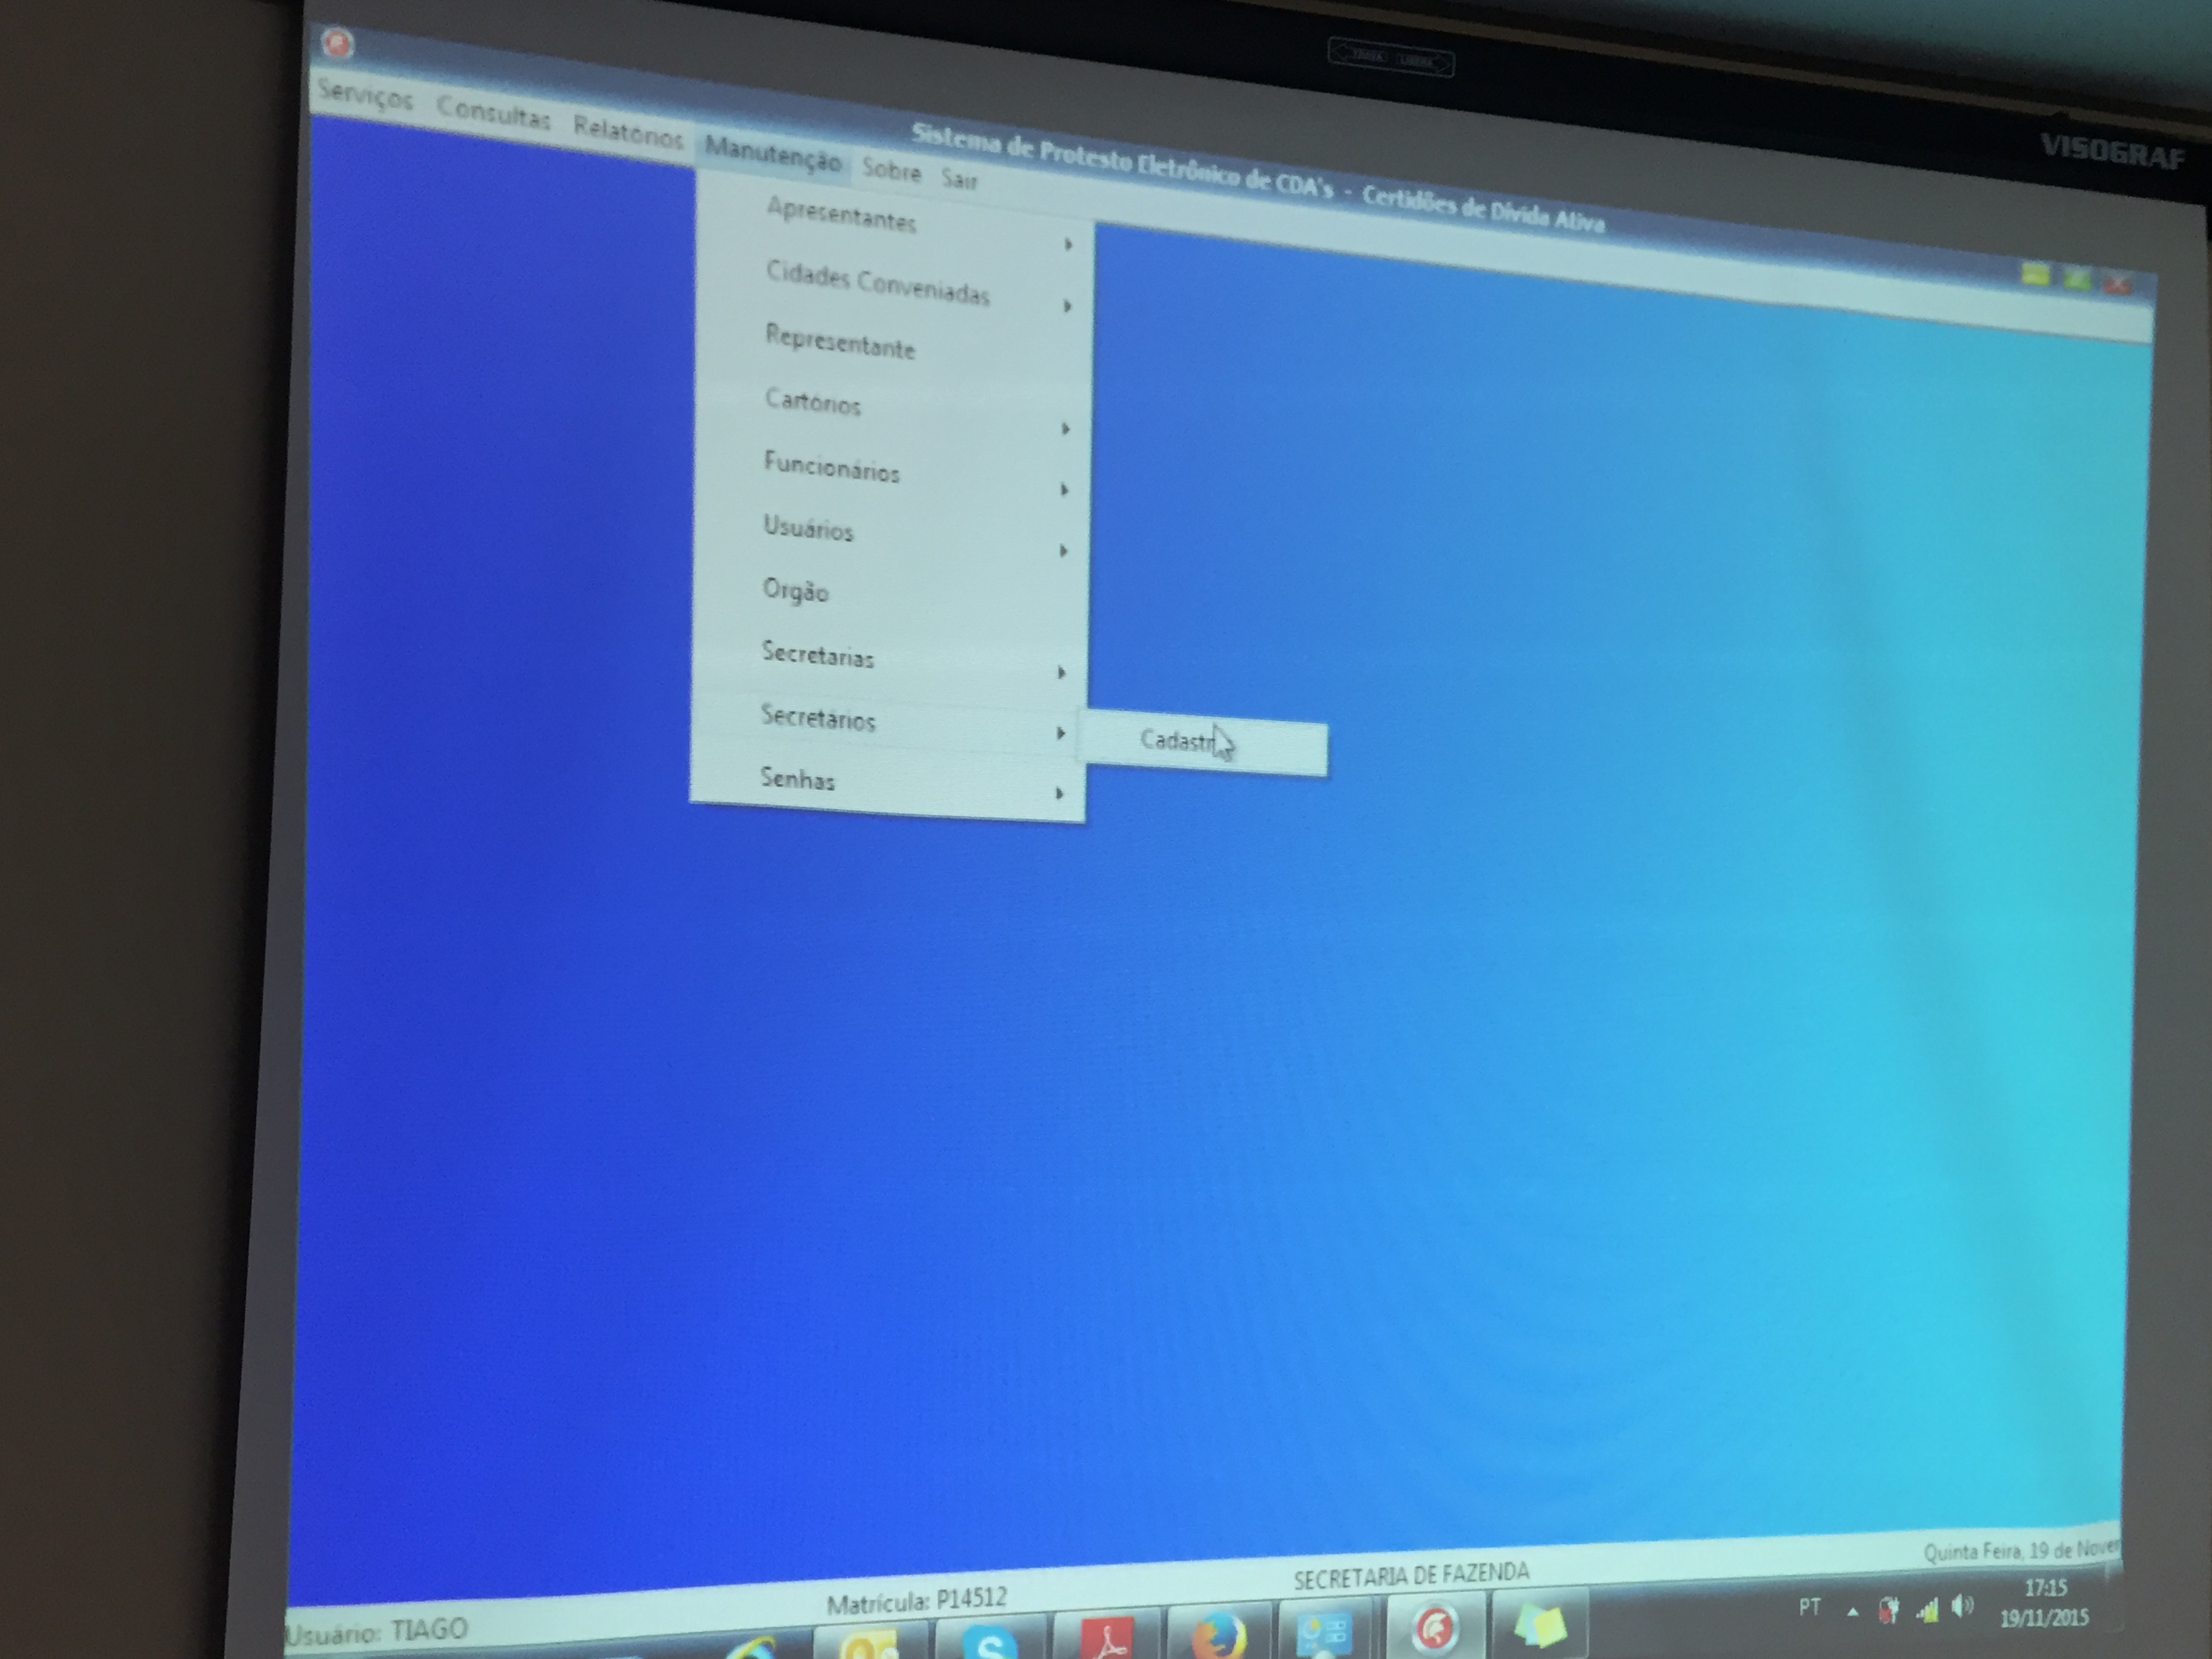 VISOGRAF
Sistema de Protesto Eletrônico de CDA's - Certidões de Dívida Ativa
Serviços Consultas Relatórios Manutenção Sobre Sair
Apresentantes
Cidades Conveniadas
Representante
Cartórios
Funcionários
Usuários
Orgão
Secretarias
Secretários
Cadastr
Senhas
Usuário: TIAGO Matrícula: P14512 SECRETARIA DE FAZENDA Quinta Feira, 19 de Nover
PT 17:15
19/11/2015